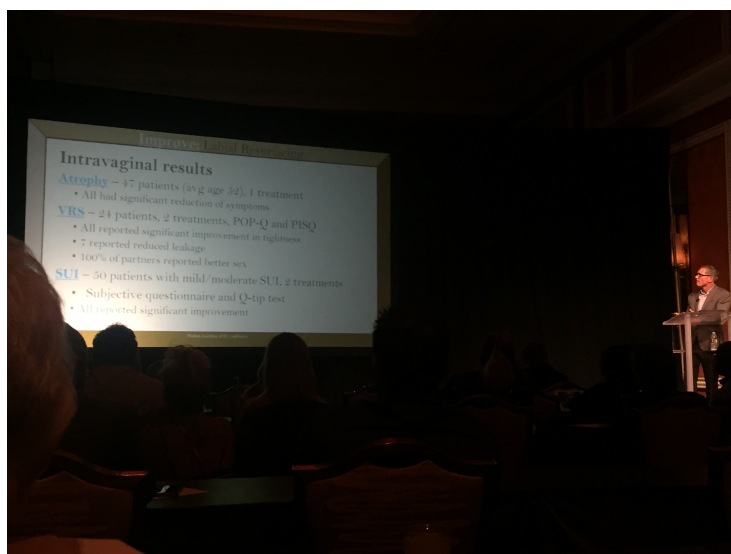 Improve: Labial Resurfacing
Intravaginal results
Atrophy – 47 patients (avg age 52), 1 treatment
• All had significant reduction of symptoms
VRS – 24 patients, 2 treatments, POP-Q and PISQ
• All reported significant improvement in tightness
• 7 reported reduced leakage
• 100% of partners reported better sex
SUI – 50 patients with mild/moderate SUI, 2 treatments
• Subjective questionnaire and Q-tip test
• All reported significant improvement